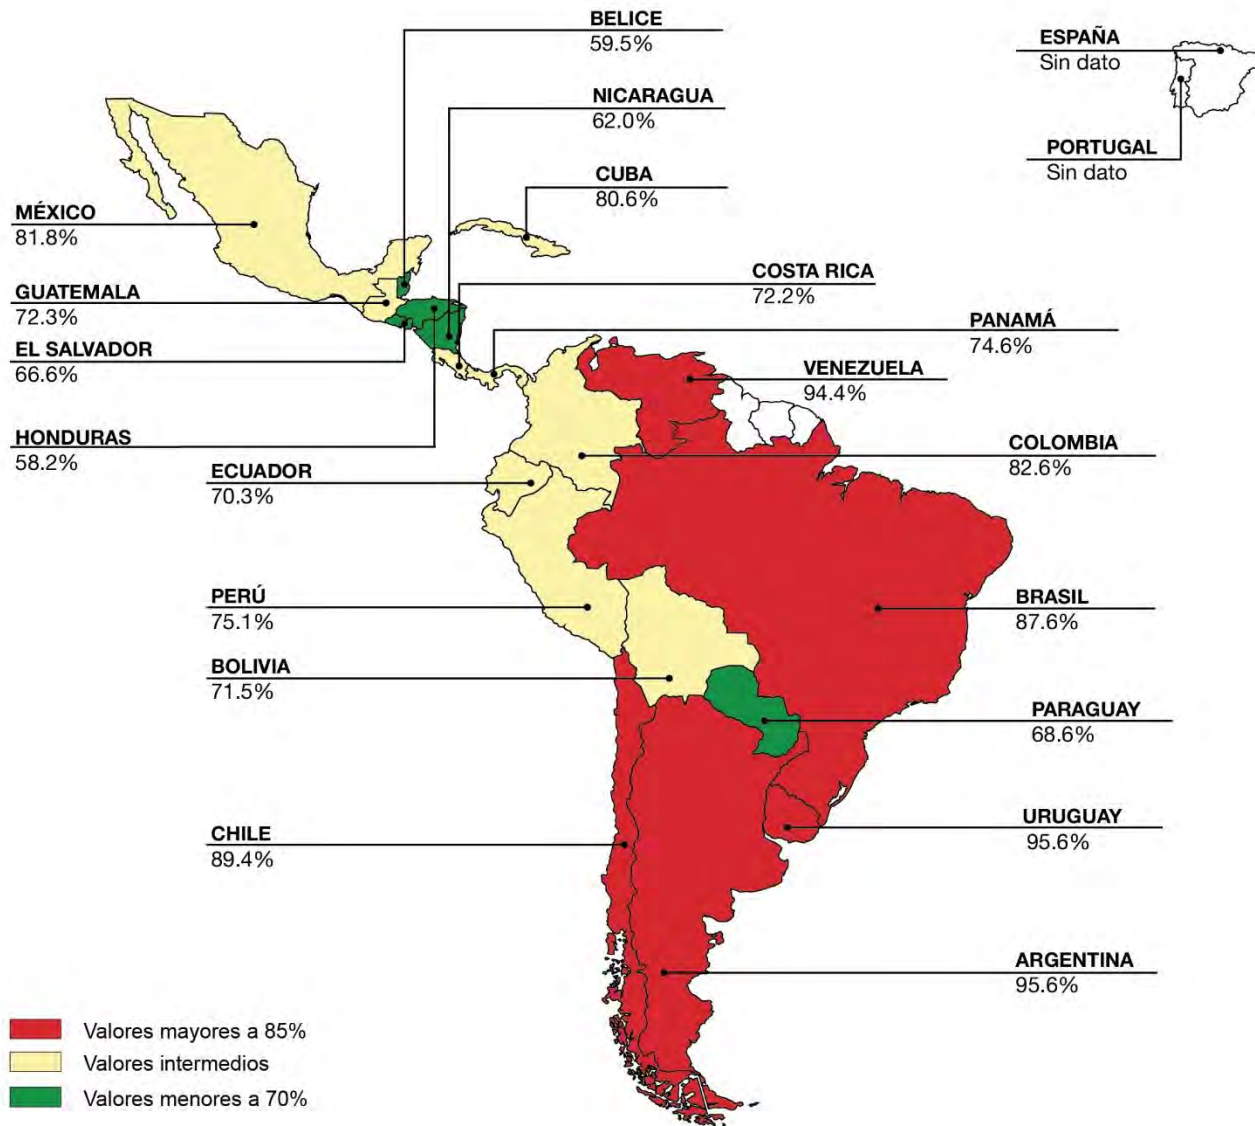 BELICE
59.5%
ESPAÑA
Sin dato
NICARAGUA
62.0%
PORTUGAL
Sin dato
CUBA
80.6%
MÉXICO
81.8%
COSTA RICA
72.2%
GUATEMALA
72.3%
PANAMÁ
74.6%
EL SALVADOR
66.6%
VENEZUELA
94.4%
HONDURAS
58.2%
COLOMBIA
82.6%
ECUADOR
70.3%
PERÚ
75.1%
BRASIL
87.6%
BOLIVIA
71.5%
PARAGUAY
68.6%
URUGUAY
95.6%
CHILE
89.4%
ARGENTINA
95.6%
Valores mayores a 85%
Valores intermedios
Valores menores a 70%